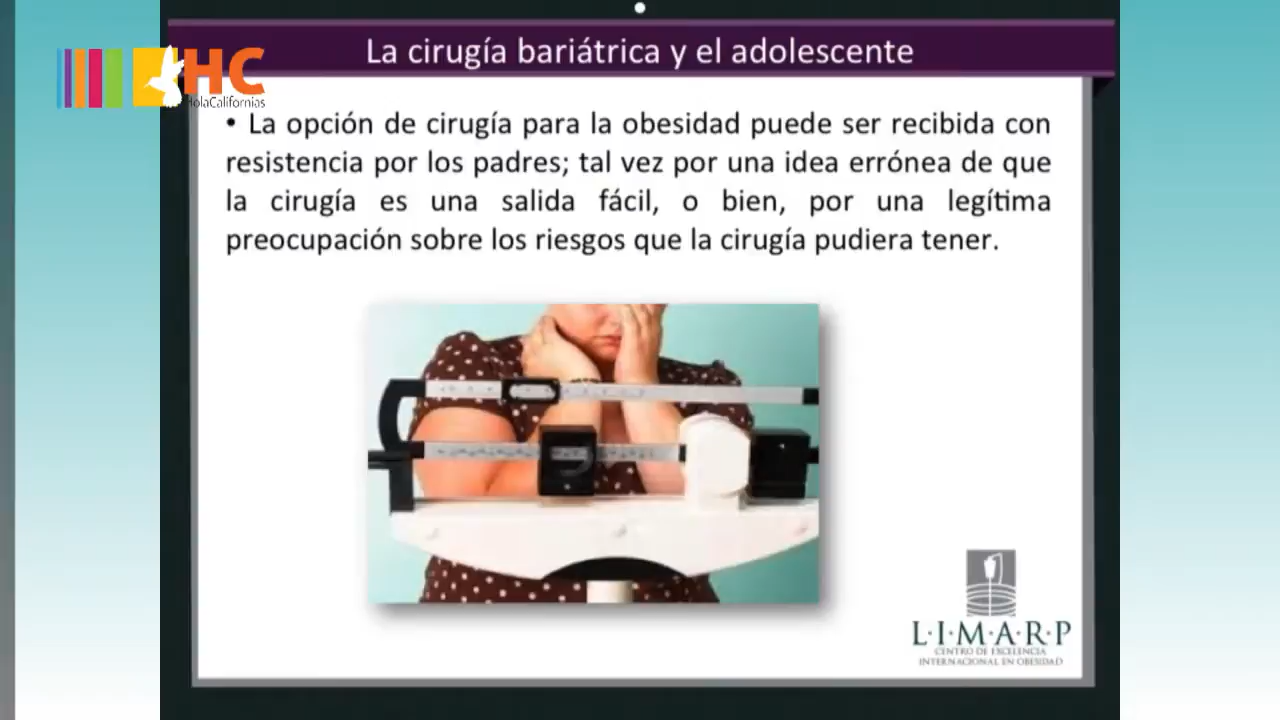 La cirugía bariátrica y el adolescente
HC
HolaCalifornias
• La opción de cirugía para la obesidad puede ser recibida con
resistencia por los padres; tal vez por una idea errónea de que
la cirugía es una salida fácil, o bien, por una legítima
preocupación sobre los riesgos que la cirugía pudiera tener.
L·I·M·A·R·P
CENTRO DE EXCELENCIA
INTERNACIONAL EN OBESIDAD